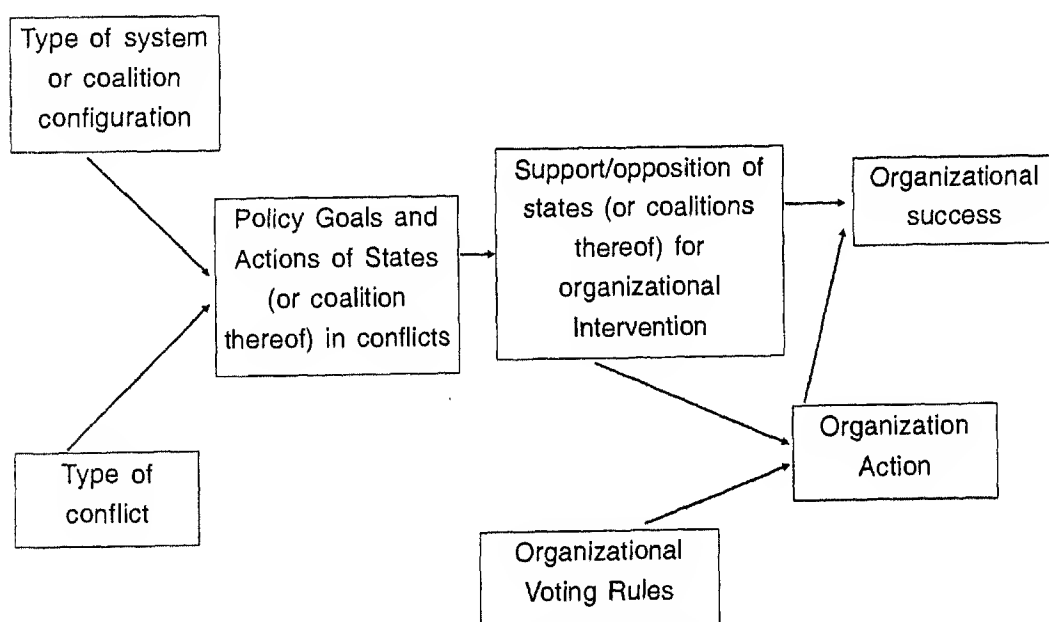 Type of system
or coalition
configuration
Policy Goals and
Actions of States
(or coalition
thereof) in conflicts
Type of
conflict
Support/opposition of
states (or coalitions
thereof) for
organizational
Intervention
Organizational
success
Organization
Action
Organizational
Voting Rules